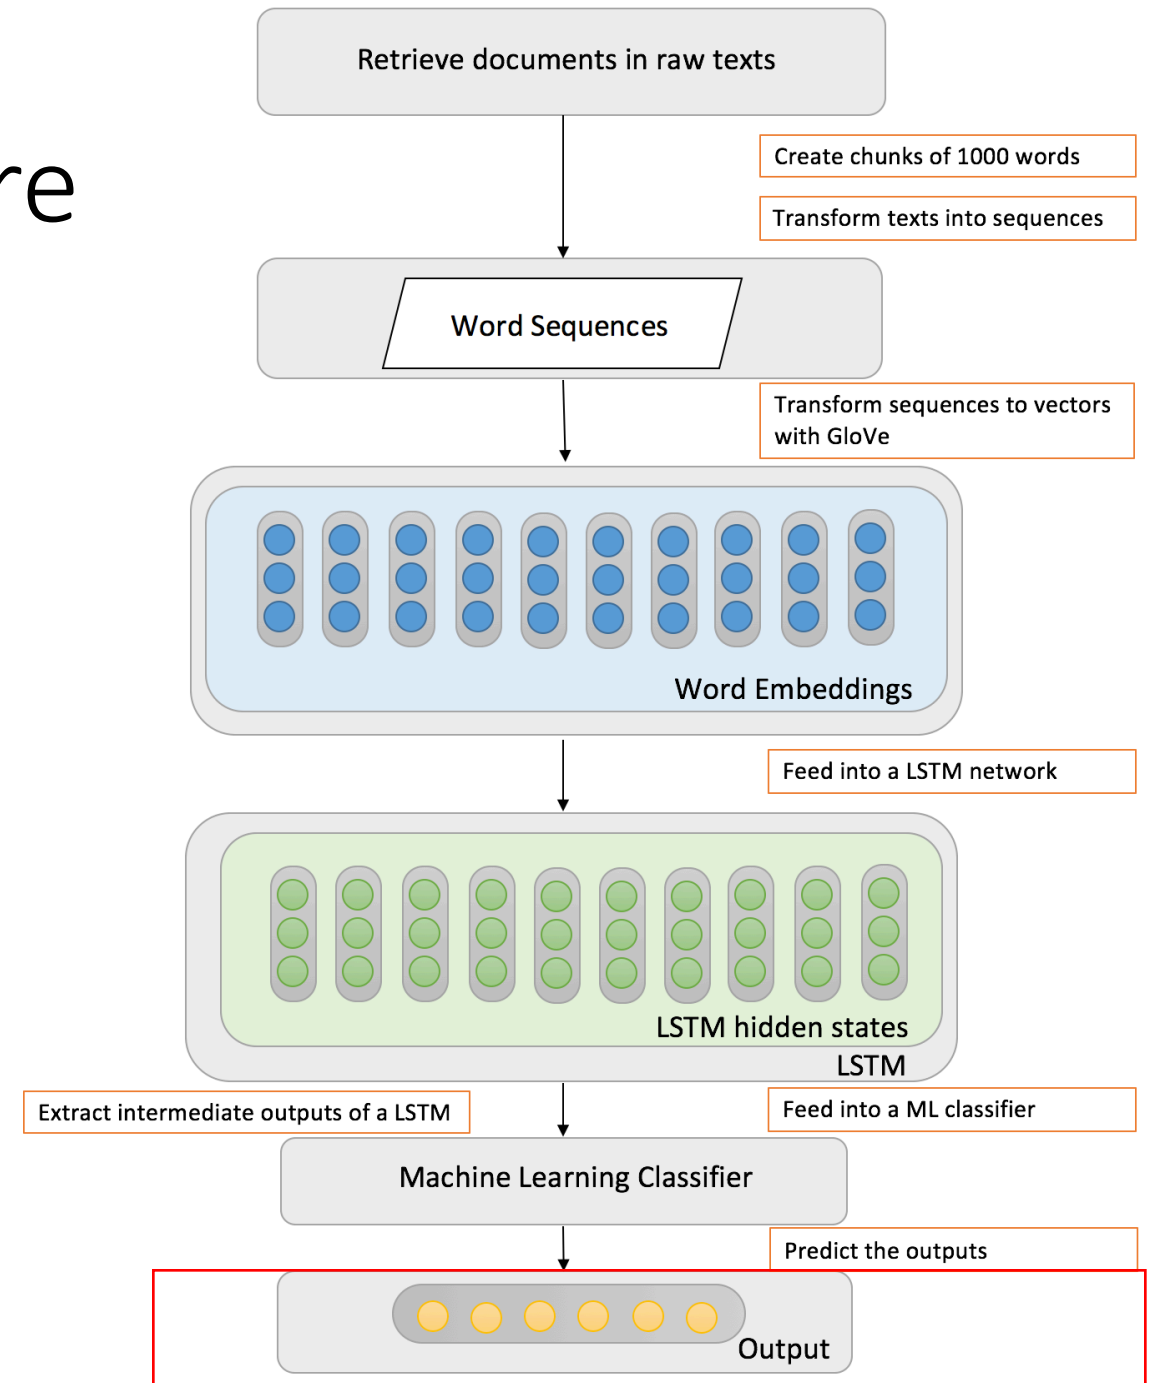 Retrieve documents in raw texts
re
Create chunks of 1000 words
Transform texts into sequences
Word Sequences
Transform sequences to vectors
with GloVe
Word Embeddings
Feed into a LSTM network
LSTM hidden states
LSTM
Extract intermediate outputs of a LSTM
Feed into a ML classifier
Machine Learning Classifier
Predict the outputs
Output